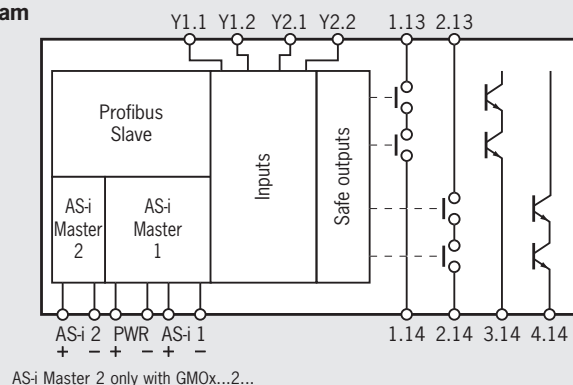 am
Y1.1 Y1.2 Y2.1 Y2.2 1.13 2.13
Profibus
Slave
AS-i
Master
2
AS-i
Master
1
Inputs
Safe outputs
AS-i 2 PWR AS-i 1 1.14 2.14 3.14 4.14
+ − + − + −
AS-i Master 2 only with GMOx...2...